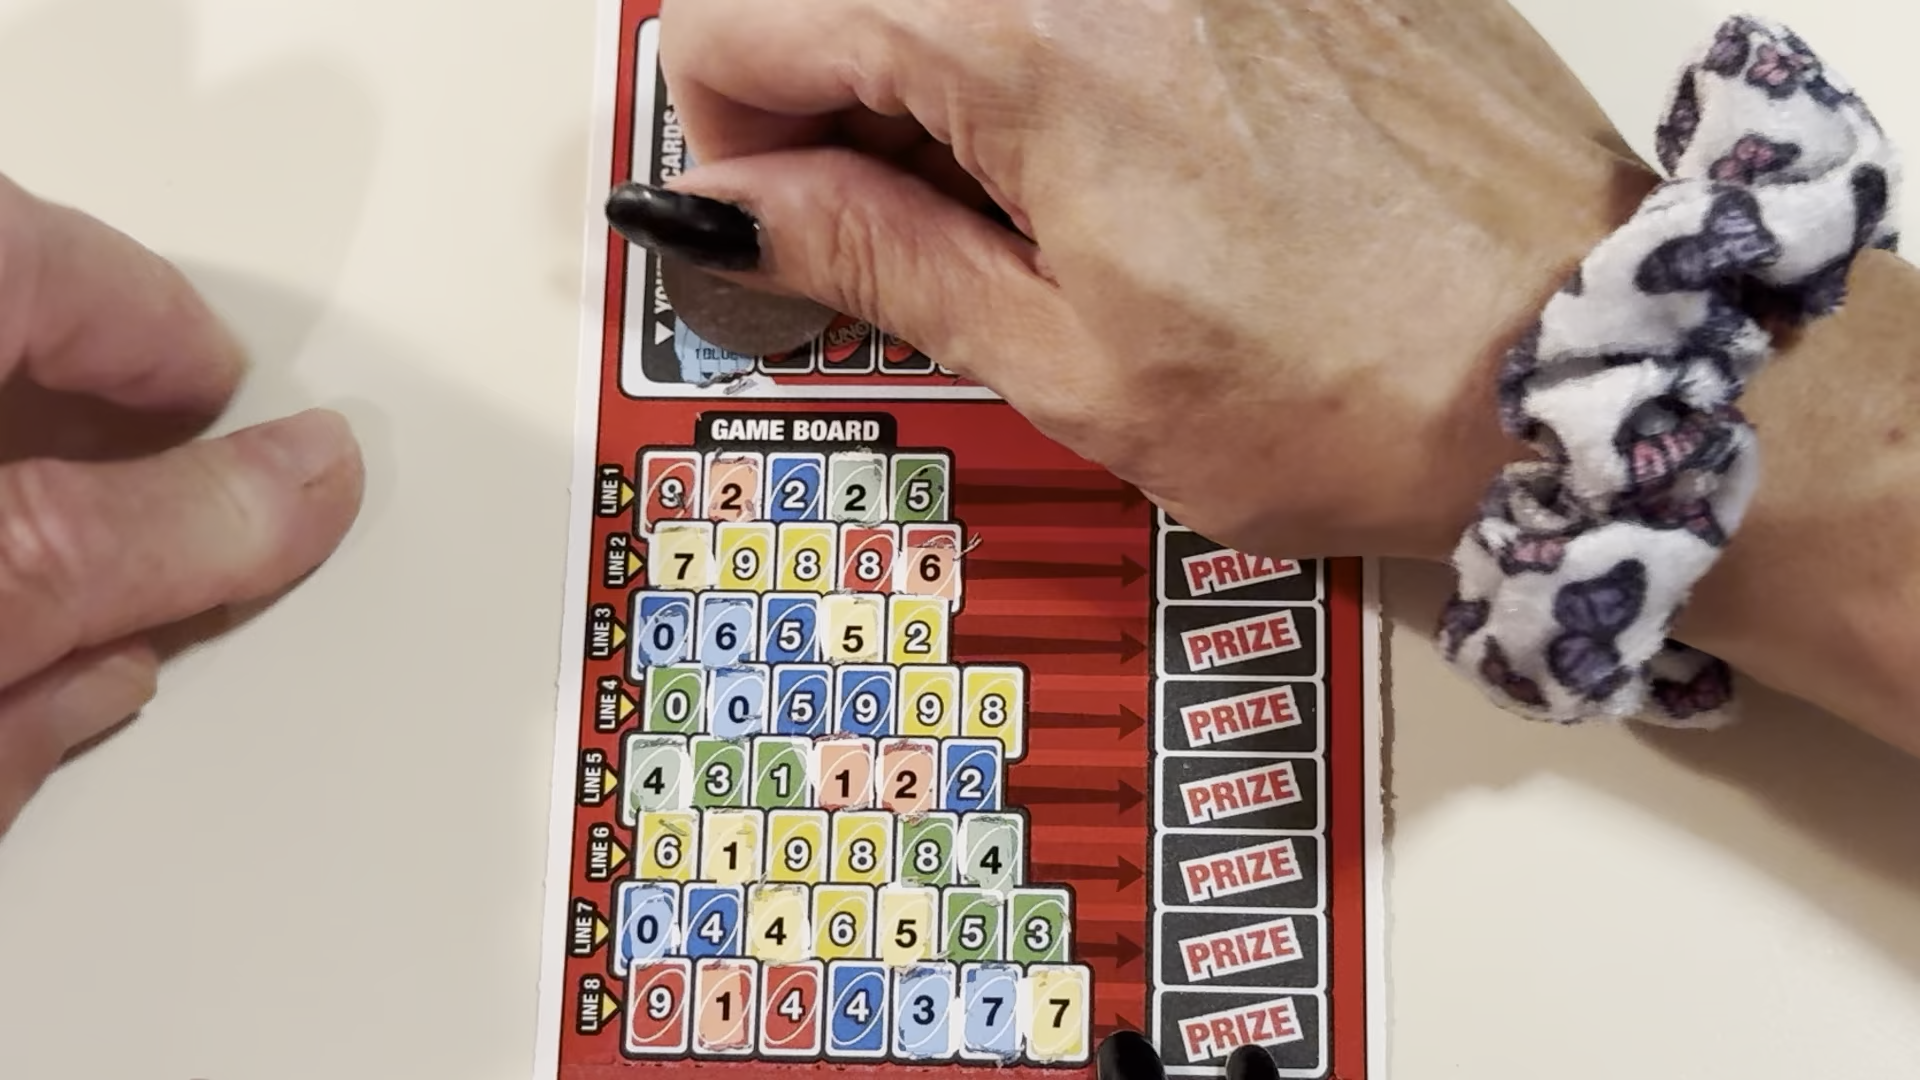 CARDS
1BLUE
UNO
GAME BOARD
LINE 1 9 2 2 2 5
LINE 2 7 9 8 8 6 PRIZE
LINE 3 0 6 5 5 2 PRIZE
LINE 4 0 0 5 9 9 8 PRIZE
LINE 5 4 3 1 1 2 2 PRIZE
LINE 6 6 1 9 8 8 4 PRIZE
LINE 7 0 4 4 6 5 5 3 PRIZE
LINE 8 9 1 4 4 3 7 7 PRIZE